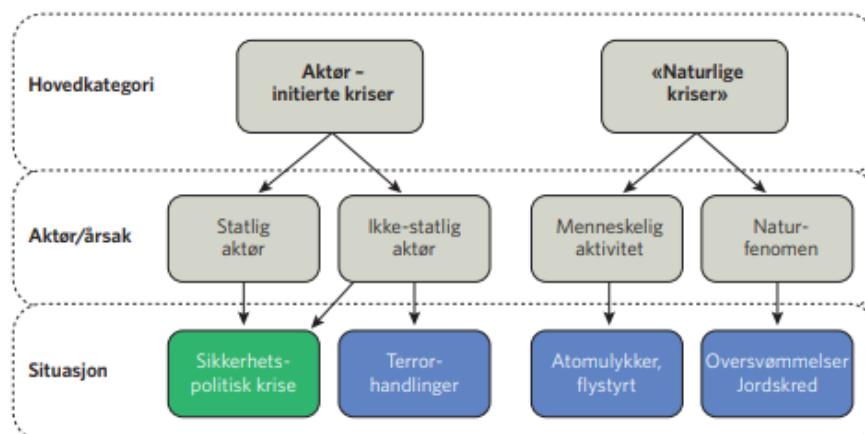 Hovedkategori
Aktør –
initierte kriser
«Naturlige
kriser»
Aktør/årsak
Statlig
aktør
Ikke-statlig
aktør
Menneskelig
aktivitet
Natur-
fenomen
Situasjon
Sikkerhets-
politisk krise
Terror-
handlinger
Atomulykker,
flystyrt
Oversvømmelser
Jordskred